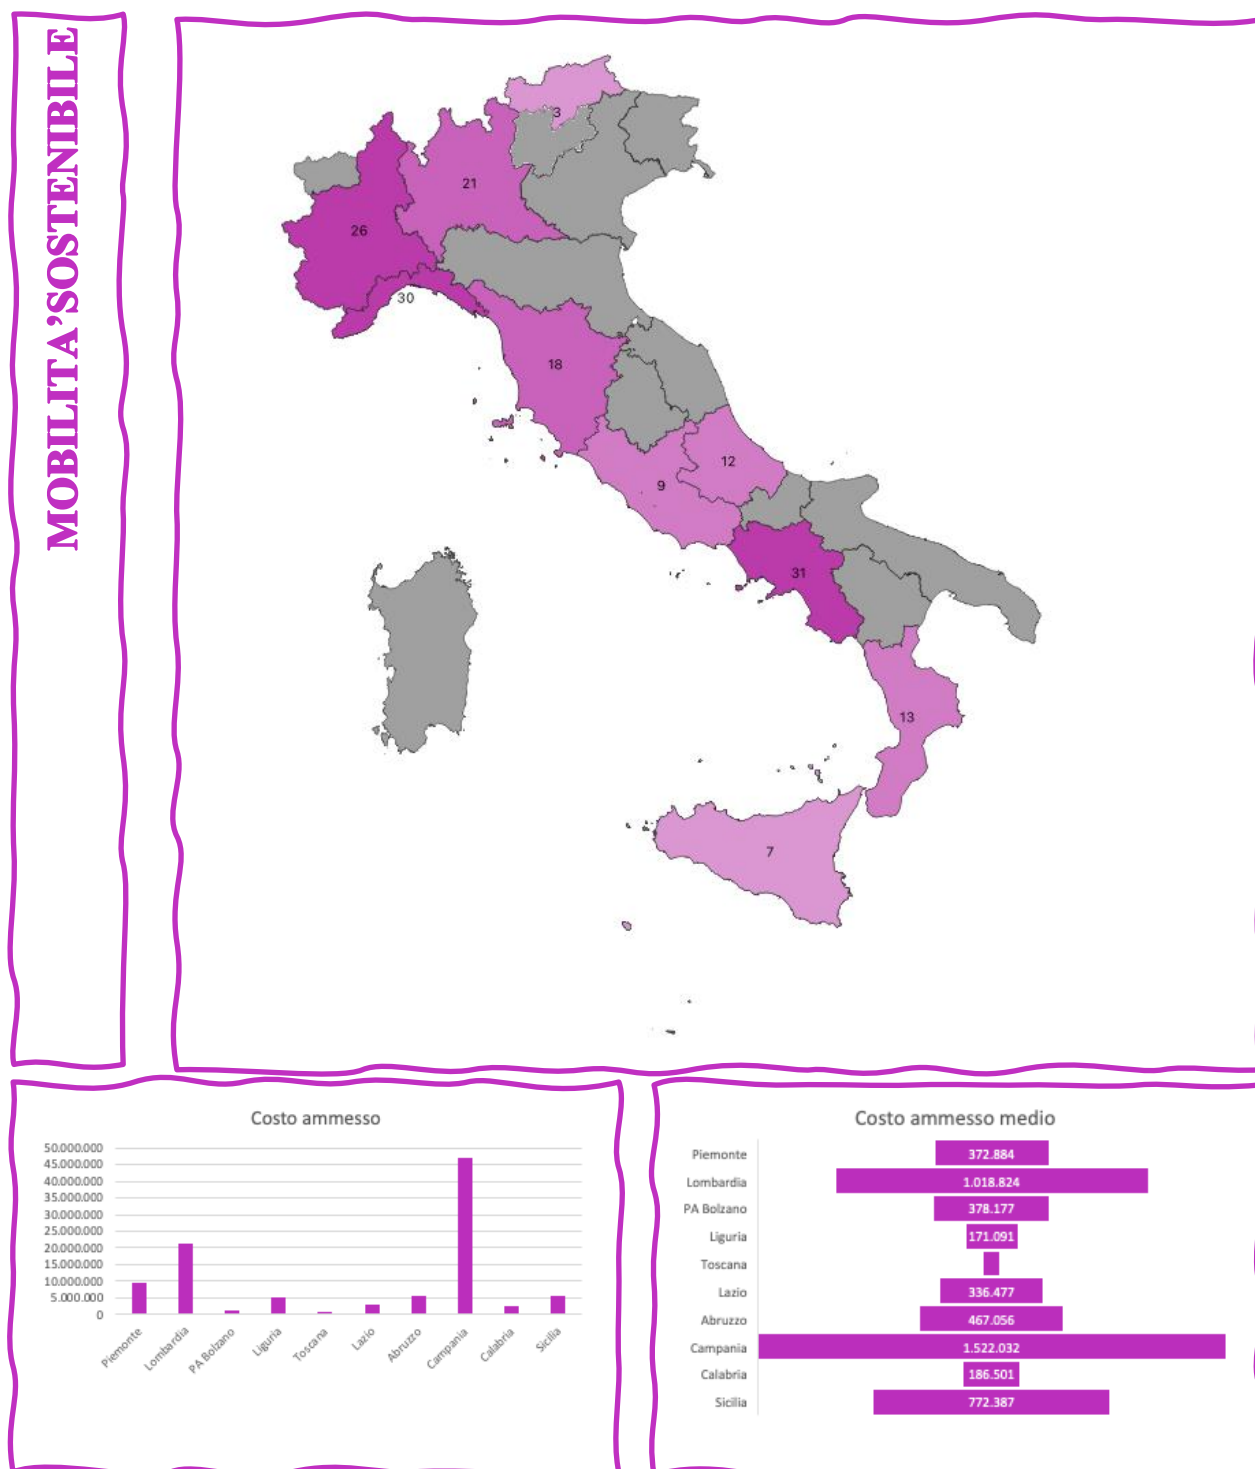 MOBILITA’SOSTENIBILE
3
21
26
30
18
12
9
31
13
7
Costo ammesso
50.000.000
45.000.000
40.000.000
35.000.000
30.000.000
25.000.000
20.000.000
15.000.000
10.000.000
5.000.000
0
Piemonte
Lombardia
PA Bolzano
Liguria
Toscana
Lazio
Abruzzo
Campania
Calabria
Sicilia
Costo ammesso medio
Piemonte 372.884
Lombardia 1.018.824
PA Bolzano 378.177
Liguria 171.091
Toscana
Lazio 336.477
Abruzzo 467.056
Campania 1.522.032
Calabria 186.501
Sicilia 772.387